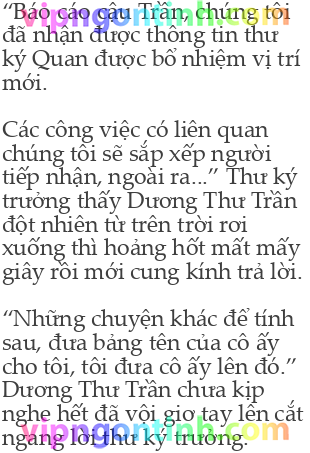 “Báo cáo cậu Trần, chúng tôi
đã nhận được thông tin thư
ký Quan được bổ nhiệm vị trí
mới.
Các công việc có liên quan
chúng tôi sẽ sắp xếp người
tiếp nhận, ngoài ra...” Thư ký
trưởng thấy Dương Thư Trần
đột nhiên từ trên trời rơi
xuống thì hoảng hốt mất mấy
giây rồi mới cung kính trả lời.
“Những chuyện khác để tính
sau, đưa bảng tên của cô ấy
cho tôi, tôi đưa cô ấy lên đó.”
Dương Thư Trần chưa kịp
nghe hết đã vội giơ tay lên cắt
ngang lời thư ký trưởng.
vipngontinh.com
vipngontinh.com